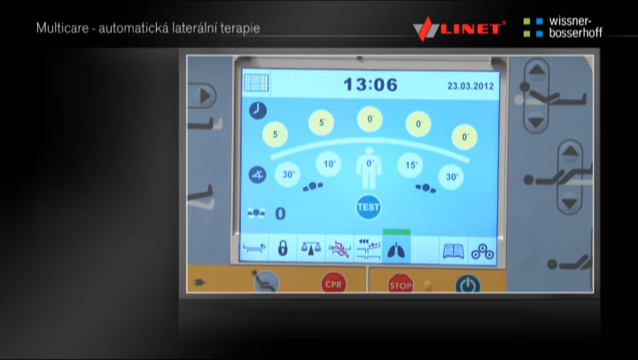 Multicare - automatická laterální terapie
LINET®
wissner-
bosserhoff
13:06
23.03.2012
5' 5' 0' 0' 0'
30° 10° 0° 15° 30°
0
TEST
CPR
STOP